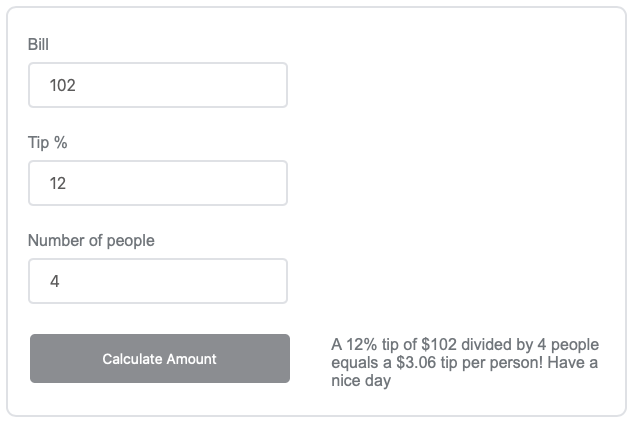 Bill
102
Tip %
12
Number of people
4
Calculate Amount
A 12% tip of $102 divided by 4 people
equals a $3.06 tip per person! Have a
nice day